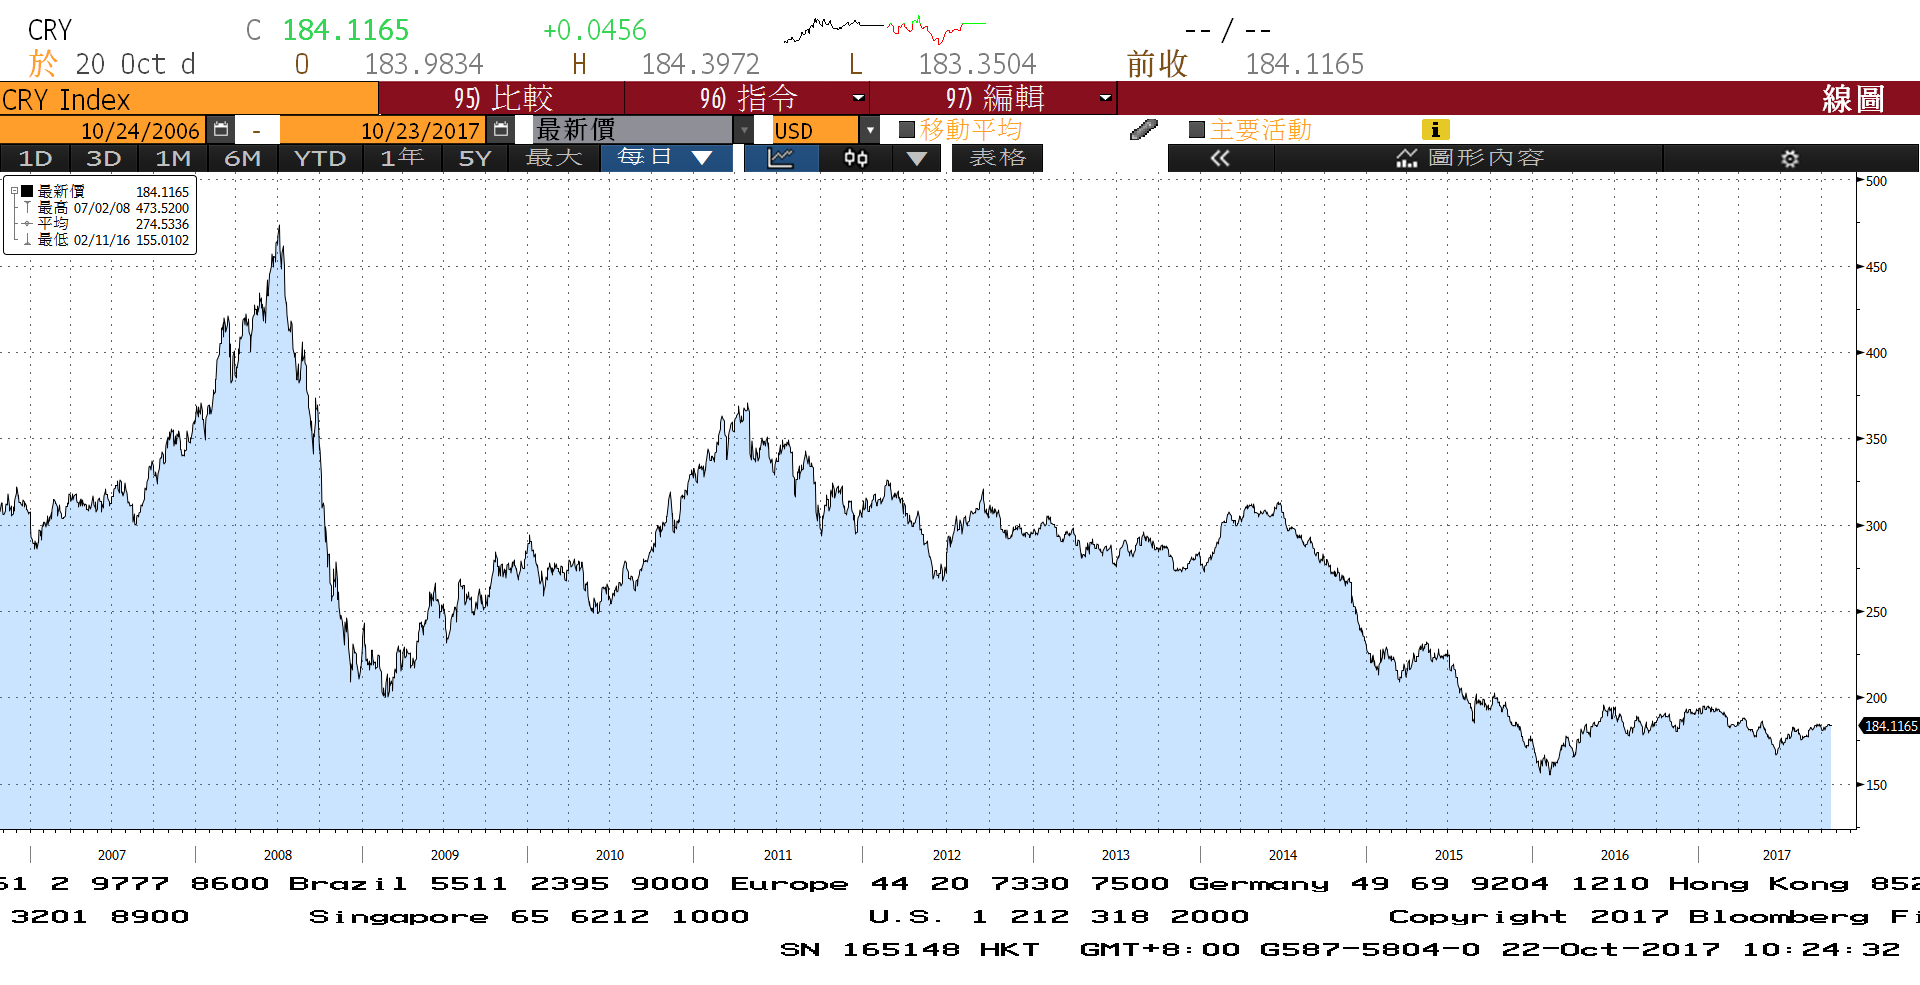 CRY C 184.1165 +0.0456 -- / --
於 20 Oct d O 183.9834 H 184.3972 L 183.3504 前收 184.1165
CRY Index 95) 比較 96) 指令 97) 編輯 線圖
10/24/2006 - 10/23/2017 最新價 USD 移動平均 主要活動 i
1D 3D 1M 6M YTD 1年 5Y 最大 每日 表格 圖形內容
最新價 184.1165
最高 07/02/08 473.5200
平均 274.5336
最低 02/11/16 155.0102
500
450
400
350
300
250
200
184.1165
150
2007 2008 2009 2010 2011 2012 2013 2014 2015 2016 2017
61 2 9777 8600 Brazil 5511 2395 9000 Europe 44 20 7330 7500 Germany 49 69 9204 1210 Hong Kong 852
3201 8900 Singapore 65 6212 1000 U.S. 1 212 318 2000 Copyright 2017 Bloomberg Fi
SN 165148 HKT GMT+8:00 G587-5804-0 22-Oct-2017 10:24:32